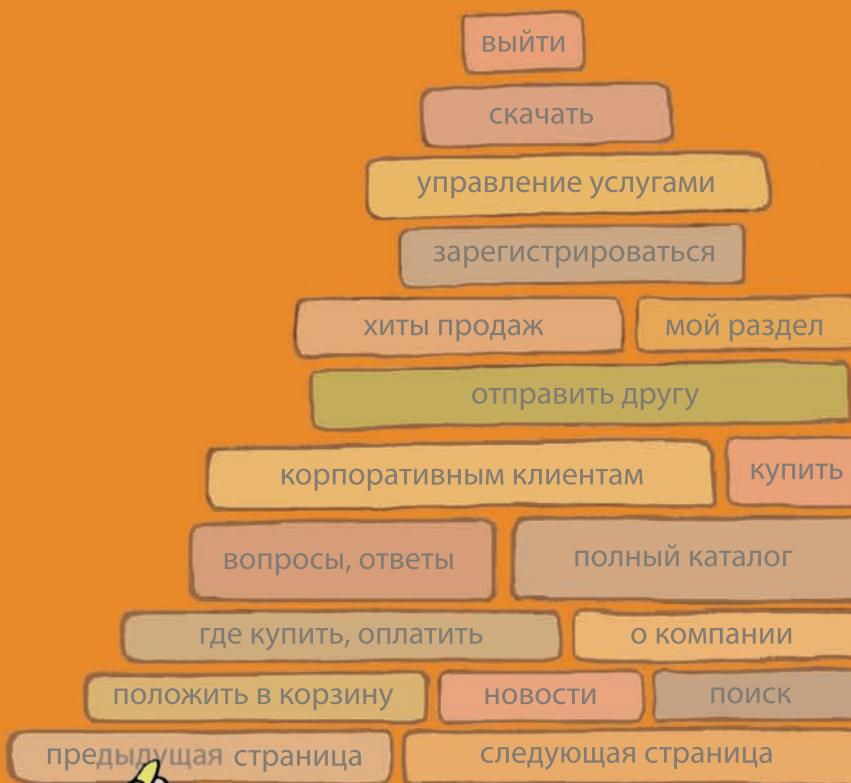 выйти
скачать
управление услугами
зарегистрироваться
хиты продаж мой раздел
отправить другу
корпоративным клиентам купить
вопросы, ответы полный каталог
где купить, оплатить о компании
положить в корзину новости поиск
предыдущая страница следующая страница